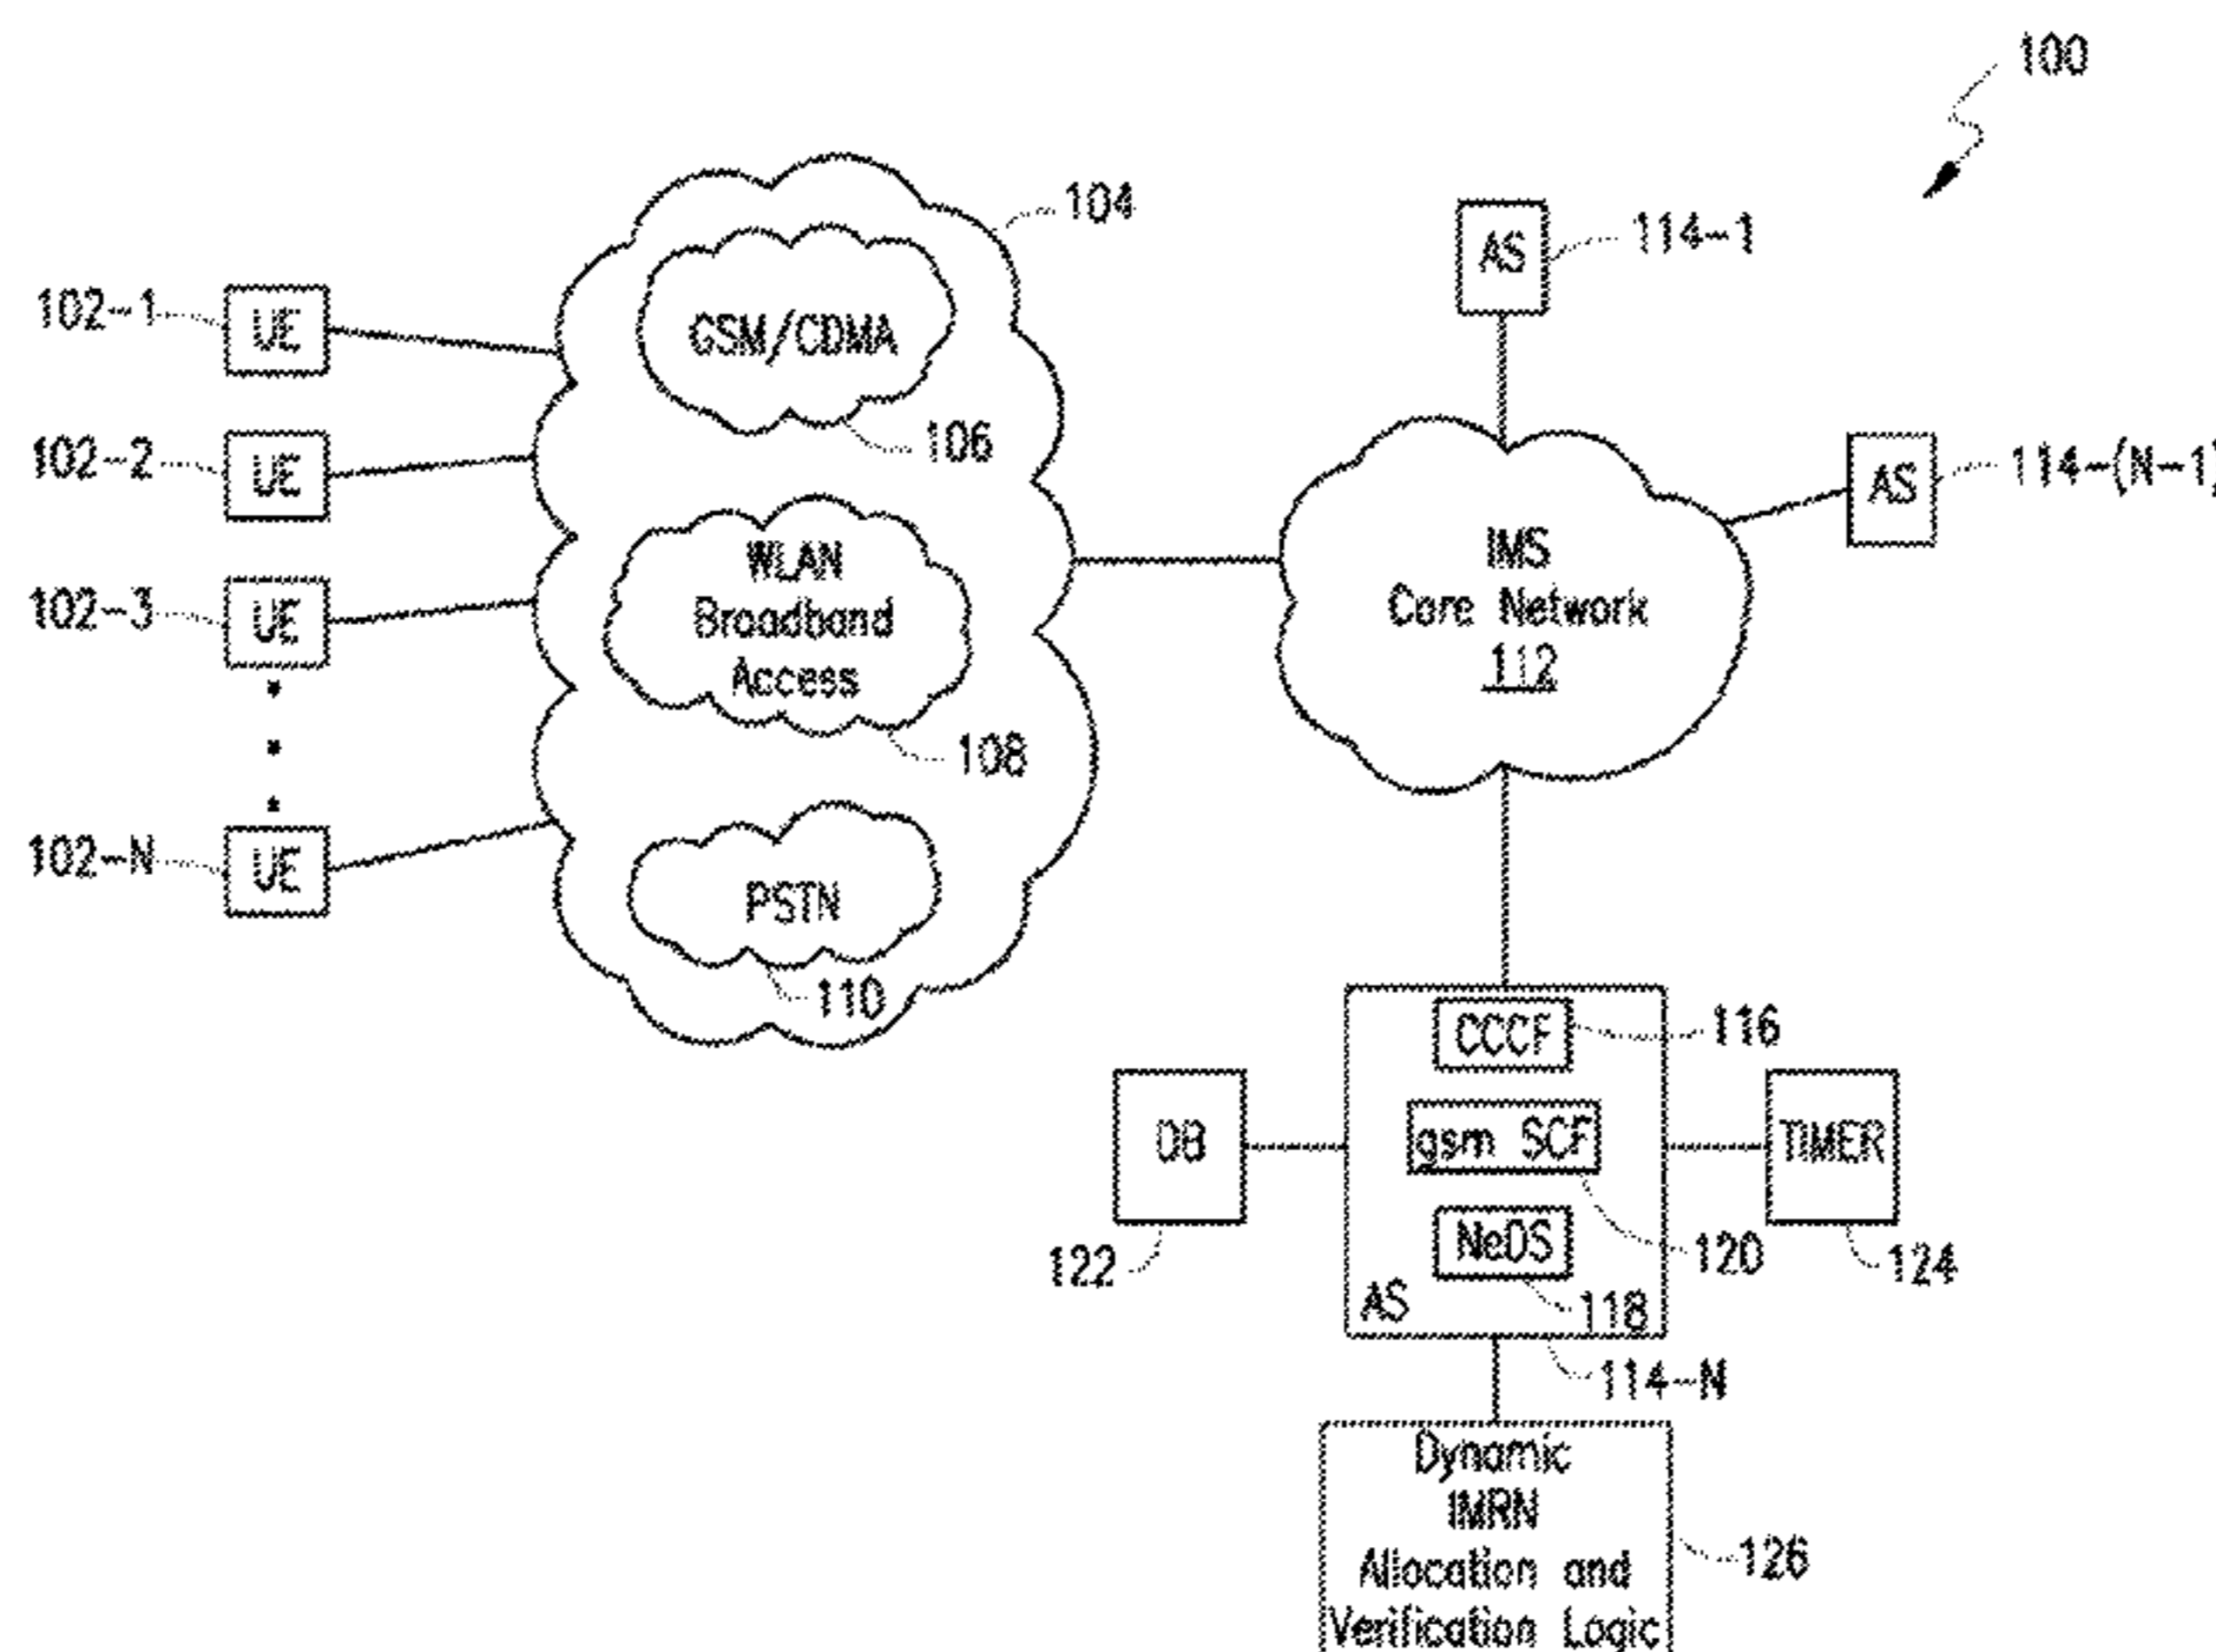 100
104
GSM/CDMA
106
102-1
UE
102-2
UE
102-3
UE
102-N
UE
WLAN
Broadband
Access
108
PSTN
110
AS
114-1
AS
114-(N-1)
IMS
Core Network
112
CCCF
116
gsm SCF
120
NeDS
118
AS
114-N
DB
122
TIMER
124
Dynamic
IMRN
Allocation and
Verification Logic
126